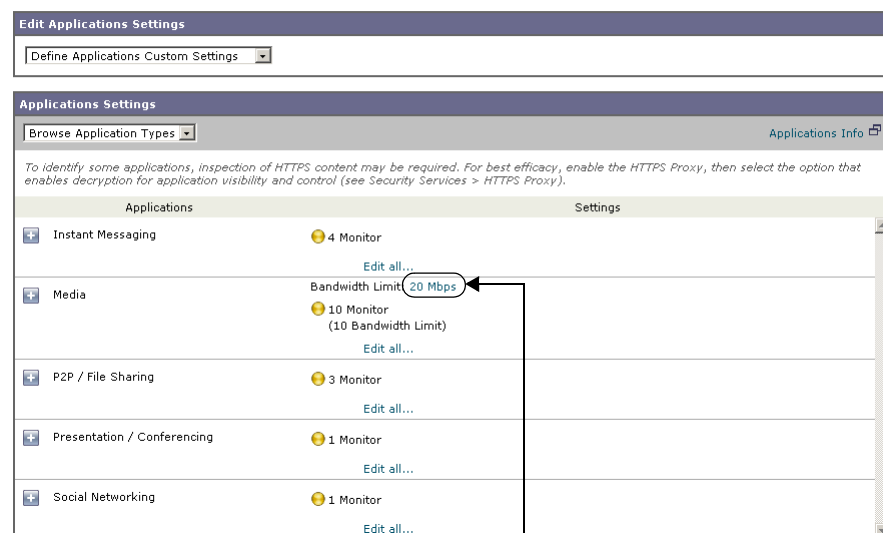 Edit Applications Settings
Define Applications Custom Settings
Applications Settings
Browse Application Types
Applications Info
To identify some applications, inspection of HTTPS content may be required. For best efficacy, enable the HTTPS Proxy, then select the option that
enables decryption for application visibility and control (see Security Services > HTTPS Proxy).
Applications Settings
Instant Messaging
4 Monitor
Edit all...
Media
Bandwidth Limit: 20 Mbps
10 Monitor
(10 Bandwidth Limit)
Edit all...
P2P / File Sharing
3 Monitor
Edit all...
Presentation / Conferencing
1 Monitor
Edit all...
Social Networking
1 Monitor
Edit all...